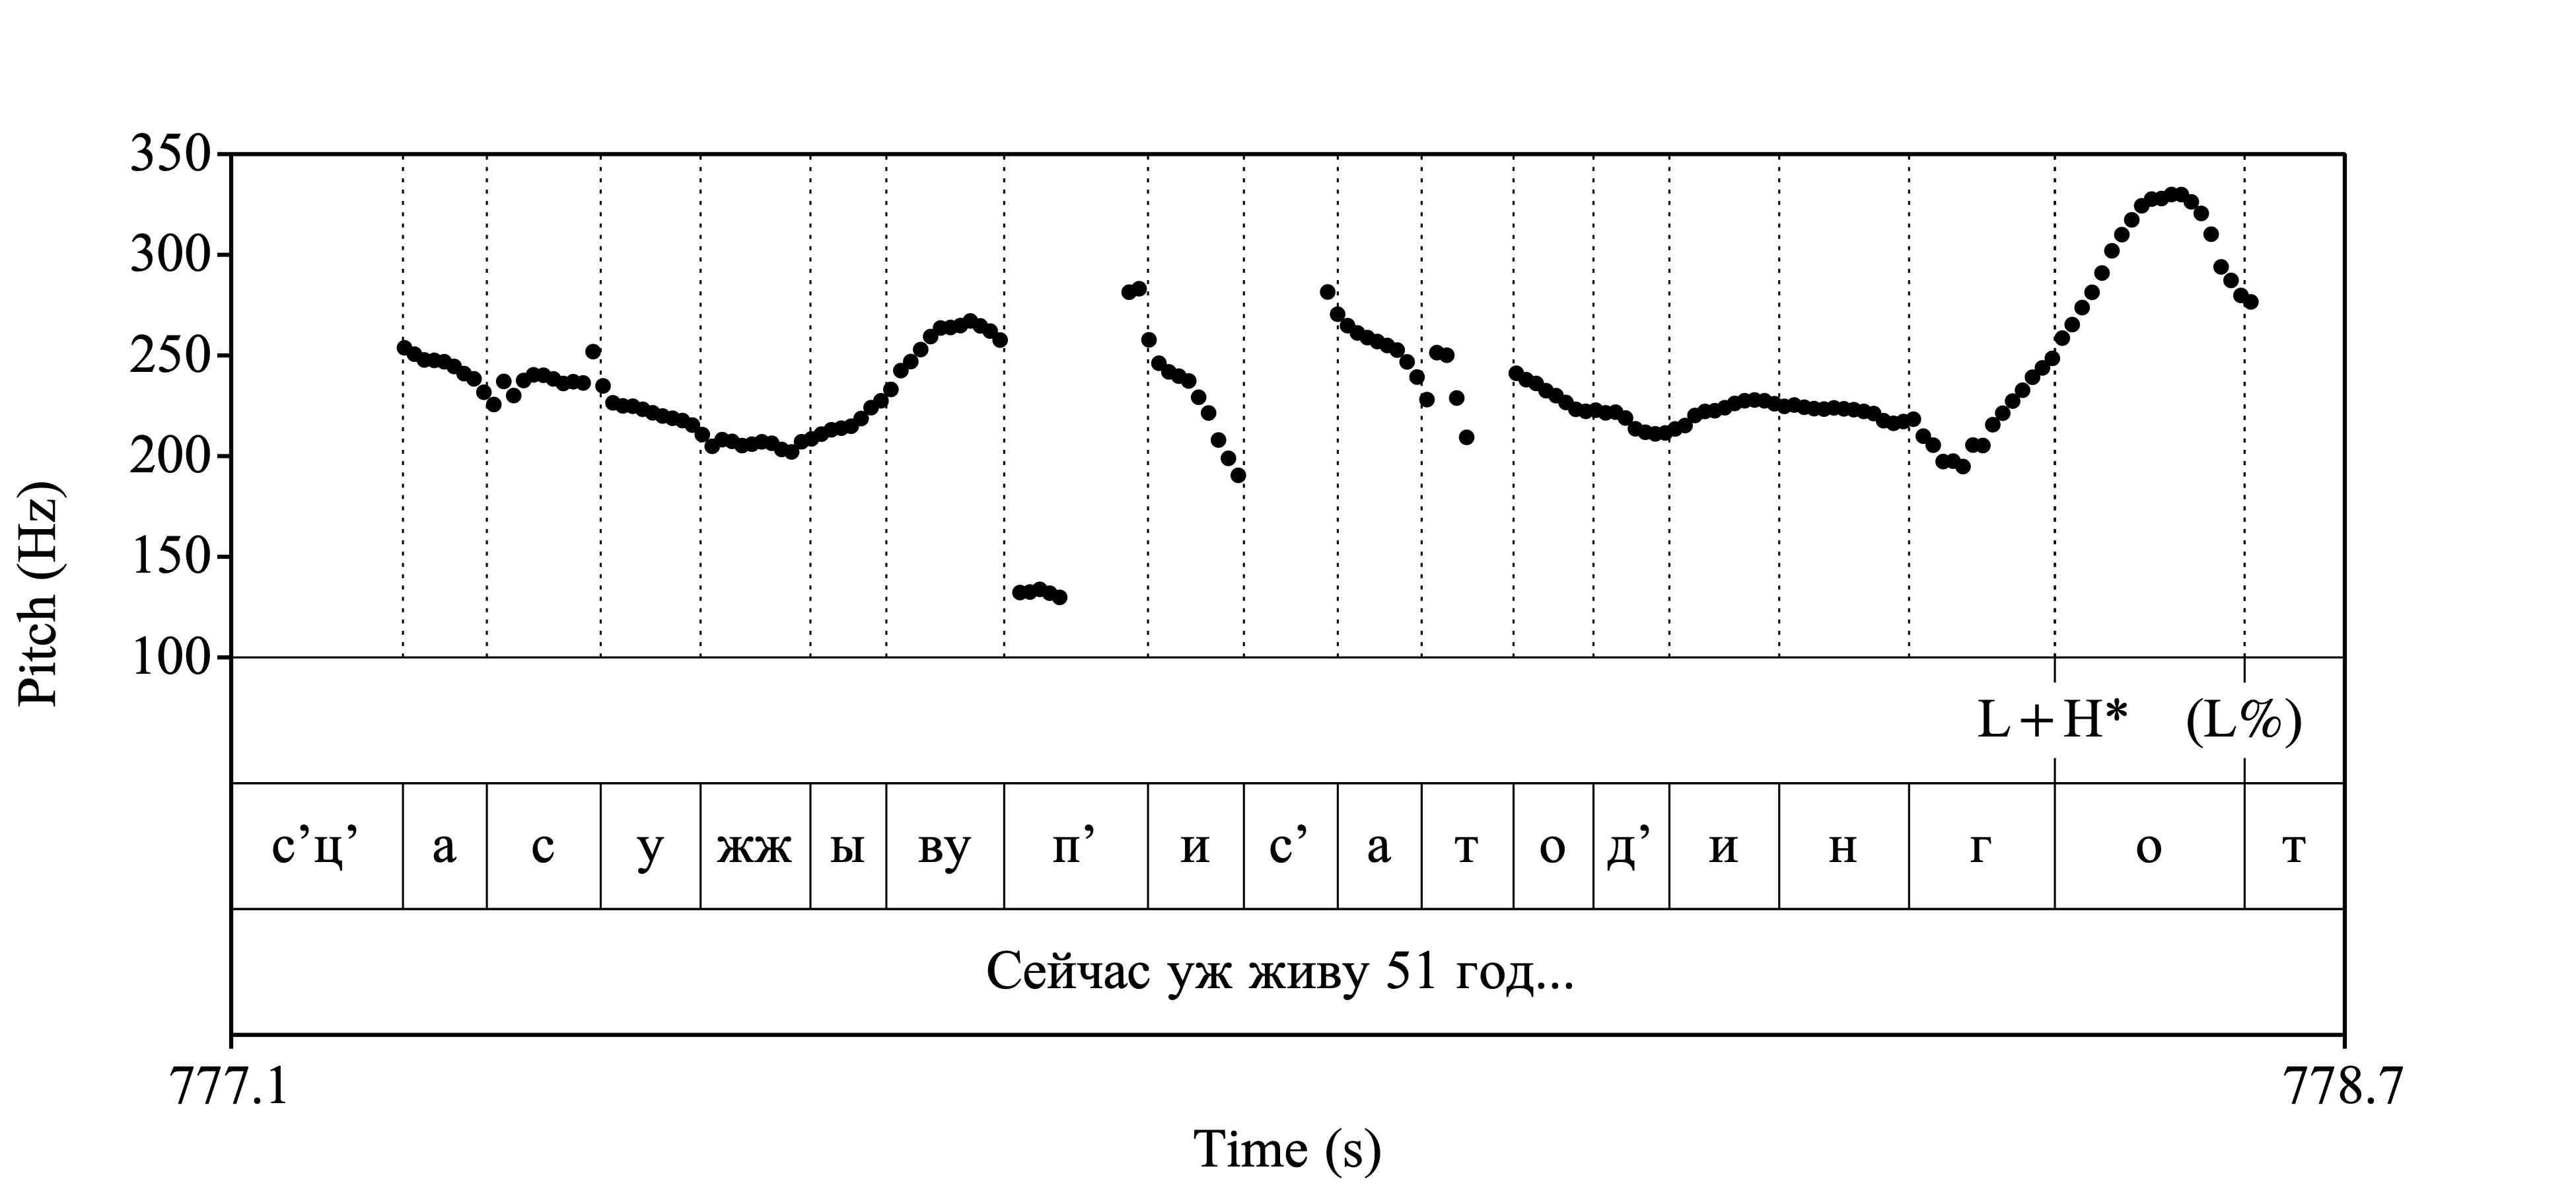 350
300
250
200
150
100
Pitch (Hz)
L+H* (L%)
с’ц’ а с у жж ы ву п’ и с’ а т о д’ и н г о т
Сейчас уж живу 51 год...
777.1 778.7
Time (s)